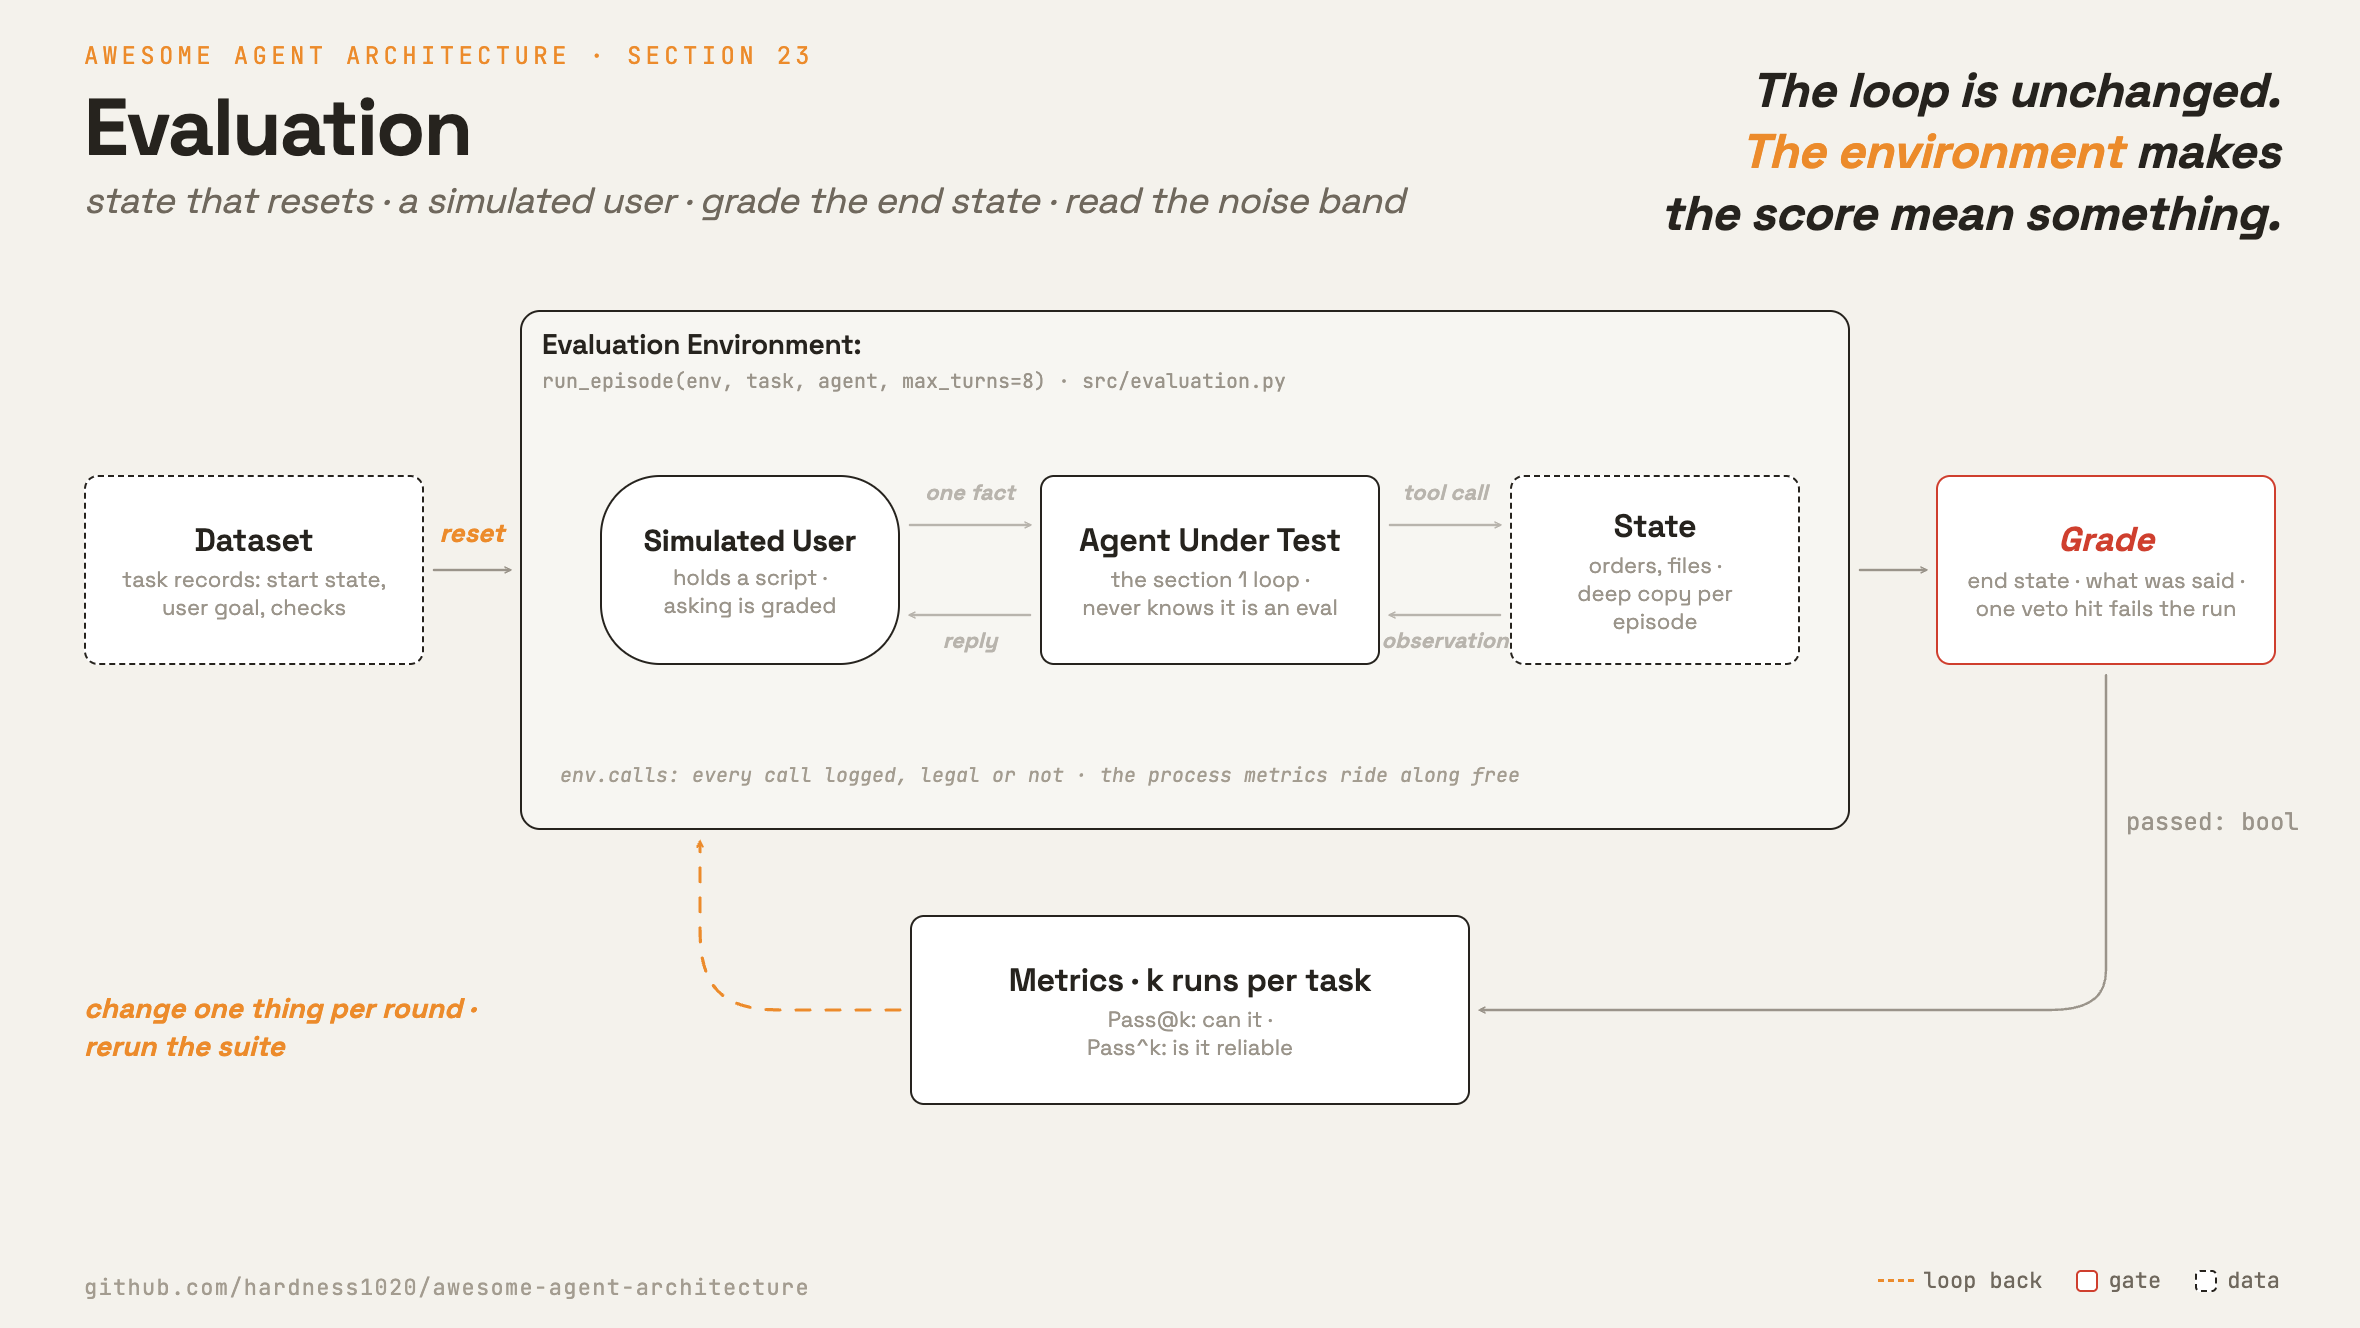 AWESOME AGENT ARCHITECTURE · SECTION 23
Evaluation
state that resets · a simulated user · grade the end state · read the noise band
The loop is unchanged.
The environment makes
the score mean something.
Evaluation Environment:
run_episode(env, task, agent, max_turns=8) · src/evaluation.py
Dataset
task records: start state,
user goal, checks
reset
Simulated User
holds a script ·
asking is graded
one fact
reply
Agent Under Test
the section 1 loop ·
never knows it is an eval
tool call
observation
State
orders, files ·
deep copy per
episode
Grade
end state · what was said ·
one veto hit fails the run
env.calls: every call logged, legal or not · the process metrics ride along free
passed: bool
Metrics · k runs per task
Pass@k: can it ·
Pass^k: is it reliable
change one thing per round ·
rerun the suite
github.com/hardness1020/awesome-agent-architecture
loop back
gate
data